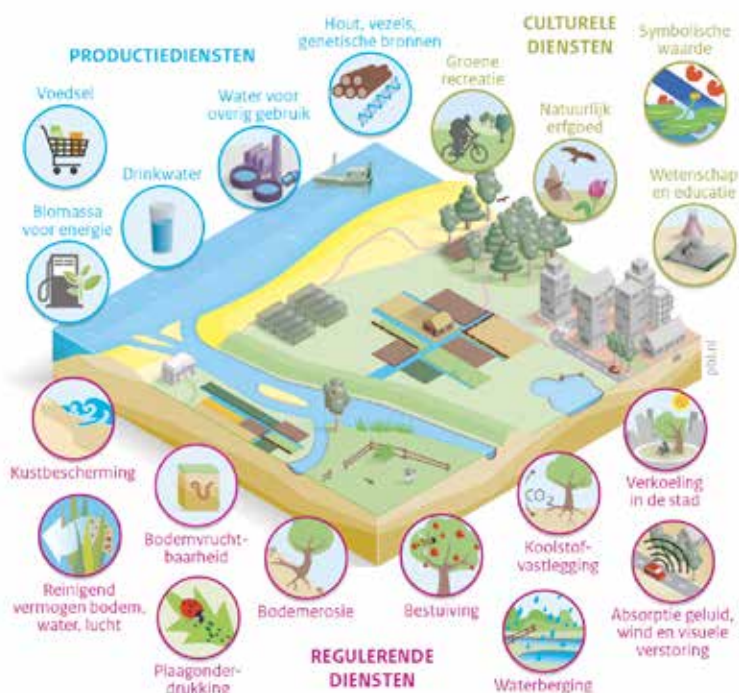 PRODUCTIEDIENSTEN
Voedsel
Biomassa
voor energie
Drinkwater
Water voor
overig gebruik
Hout, vezels,
genetische bronnen
CULTURELE
DIENSTEN
Groene
recreatie
Natuurlijk
erfgoed
Symbolische
waarde
Wetenschap
en educatie
pbl.nl
Kustbescherming
Reinigend
vermogen bodem,
water, lucht
Bodemvrucht-
baarheid
Plaagonder-
drukking
Bodemerosie
Bestuiving
CO2
Koolstof-
vastlegging
Waterberging
Verkoeling
in de stad
Absorptie geluid,
wind en visuele
verstoring
REGULERENDE
DIENSTEN